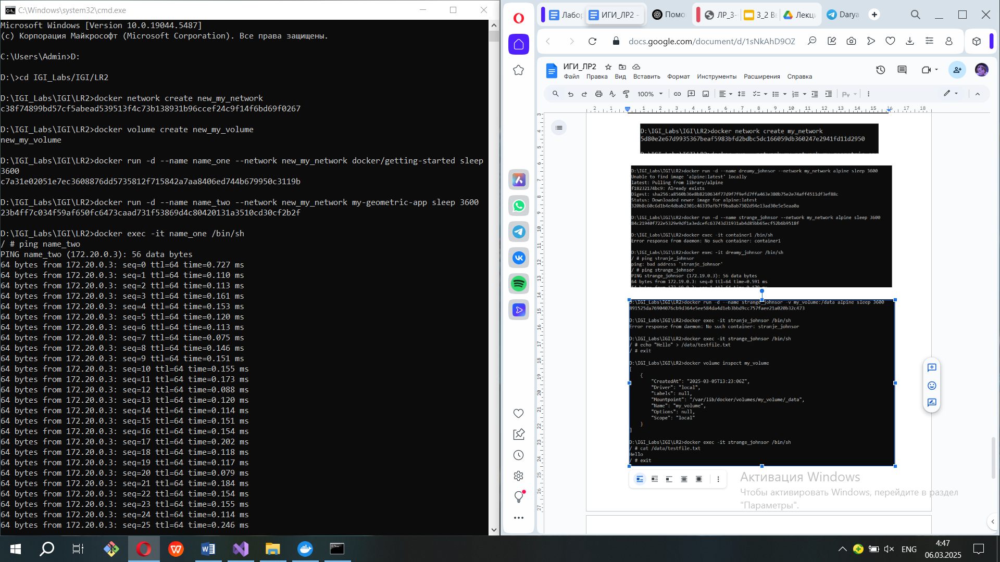 C:\Windows\system32\cmd.exe
Microsoft Windows [Version 10.0.19044.5487]
(c) Корпорация Майкрософт (Microsoft Corporation). Все права защищены.
C:\Users\Admin>D:
D:\>cd IGI_Labs/IGI/LR2
D:\IGI_Labs\IGI\LR2>docker network create new_my_network
c38f74899bd57cf5abead539513f4c73b138931b96ccef24c9f14f6bd69f0267
D:\IGI_Labs\IGI\LR2>docker volume create new_my_volume
new_my_volume
D:\IGI_Labs\IGI\LR2>docker run -d --name name_one --network new_my_network docker/getting-started sleep
3600
c7a31e02051e7ec3608876dd5735812f715842a7aa8406ed744b679950c3119b
D:\IGI_Labs\IGI\LR2>docker run -d --name name_two --network new_my_network my-geometric-app sleep 3600
23b4ff7c034f59af650fc6473caad731f53869d4c80420131a3510cd30cf2b2f
D:\IGI_Labs\IGI\LR2>docker exec -it name_one /bin/sh
/ # ping name_two
PING name_two (172.20.0.3): 56 data bytes
64 bytes from 172.20.0.3: seq=0 ttl=64 time=0.727 ms
64 bytes from 172.20.0.3: seq=1 ttl=64 time=0.110 ms
64 bytes from 172.20.0.3: seq=2 ttl=64 time=0.113 ms
64 bytes from 172.20.0.3: seq=3 ttl=64 time=0.161 ms
64 bytes from 172.20.0.3: seq=4 ttl=64 time=0.153 ms
64 bytes from 172.20.0.3: seq=5 ttl=64 time=0.120 ms
64 bytes from 172.20.0.3: seq=6 ttl=64 time=0.113 ms
64 bytes from 172.20.0.3: seq=7 ttl=64 time=0.075 ms
64 bytes from 172.20.0.3: seq=8 ttl=64 time=0.146 ms
64 bytes from 172.20.0.3: seq=9 ttl=64 time=0.151 ms
64 bytes from 172.20.0.3: seq=10 ttl=64 time=0.155 ms
64 bytes from 172.20.0.3: seq=11 ttl=64 time=0.173 ms
64 bytes from 172.20.0.3: seq=12 ttl=64 time=0.088 ms
64 bytes from 172.20.0.3: seq=13 ttl=64 time=0.120 ms
64 bytes from 172.20.0.3: seq=14 ttl=64 time=0.114 ms
64 bytes from 172.20.0.3: seq=15 ttl=64 time=0.151 ms
64 bytes from 172.20.0.3: seq=16 ttl=64 time=0.154 ms
64 bytes from 172.20.0.3: seq=17 ttl=64 time=0.202 ms
64 bytes from 172.20.0.3: seq=18 ttl=64 time=0.118 ms
64 bytes from 172.20.0.3: seq=19 ttl=64 time=0.117 ms
64 bytes from 172.20.0.3: seq=20 ttl=64 time=0.079 ms
64 bytes from 172.20.0.3: seq=21 ttl=64 time=0.184 ms
64 bytes from 172.20.0.3: seq=22 ttl=64 time=0.154 ms
64 bytes from 172.20.0.3: seq=23 ttl=64 time=0.155 ms
64 bytes from 172.20.0.3: seq=24 ttl=64 time=0.114 ms
64 bytes from 172.20.0.3: seq=25 ttl=64 time=0.246 ms
Лабор ИГИ_ЛР2 - Помо ЛР_3- 3_2 Ве Лекци Darya
docs.google.com/document/d/1sNkAhD9OZ
ИГИ_ЛР2
Файл Правка Вид Вставить Формат Инструменты Расширения Справка
100%
2 1 1 2 3 4 5 6 7 8 9 10 11 12 13 14 15 16 17 18
D:\IGI_Labs\IGI\LR2>docker network create my_network
5d80e2e67d9935367beaf5983bfd2bdbc5dc166059db360247e2941fd11d2950
D:\IGI_Labs\IGI\LR2>docker run -d --name dreamy_johnsor --network my_network alpine sleep 3600
Unable to find image 'alpine:latest' locally
latest: Pulling from library/alpine
f18232174bc9: Already exists
Digest: sha256:a8560b36e8b8210634f77d9f7f9efd7ffa463e380b75e2e74aff4511df3ef88c
Status: Downloaded newer image for alpine:latest
320b8c60c6d1b4e4dbab2301c46339afb7f9ba8ab7302d94e13ad30e5e5eaa0a
D:\IGI_Labs\IGI\LR2>docker run -d --name strange_johnsor --network my_network alpine sleep 3600
84c21940f722e5329e9df1a3edcefc63743d31931ab4d85bb65ecf52b6b9518f
D:\IGI_Labs\IGI\LR2>docker exec -it container1 /bin/sh
Error response from daemon: No such container: container1
D:\IGI_Labs\IGI\LR2>docker exec -it dreamy_johnsor /bin/sh
/ # ping stranje_johnsor
ping: bad address 'stranje_johnsor'
/ # ping strange_johnsor
PING strange_johnsor (172.19.0.3): 56 data bytes
64 bytes from 172.19.0.3: seq=0 ttl=64 time=0.591 ms
D:\IGI_Labs\IGI\LR2>docker run -d --name strange_johnsor -v my_volume:/data alpine sleep 3600
891525da76904076cb9d364e5ee584da4d1eb3bbd9cc757faee21a020b32c473
D:\IGI_Labs\IGI\LR2>docker exec -it stranje_johnsor /bin/sh
Error response from daemon: No such container: stranje_johnsor
D:\IGI_Labs\IGI\LR2>docker exec -it strange_johnsor /bin/sh
/ # echo "Hello" > /data/testfile.txt
/ # exit
D:\IGI_Labs\IGI\LR2>docker volume inspect my_volume
[
{
"CreatedAt": "2025-03-05T13:23:06Z",
"Driver": "local",
"Labels": null,
"Mountpoint": "/var/lib/docker/volumes/my_volume/_data",
"Name": "my_volume",
"Options": null,
"Scope": "local"
}
]
D:\IGI_Labs\IGI\LR2>docker exec -it strange_johnsor /bin/sh
/ # cat /data/testfile.txt
Hello
/ # exit
Активация Windows
Чтобы активировать Windows, перейдите в раздел
"Параметры".
ENG
4:47
06.03.2025